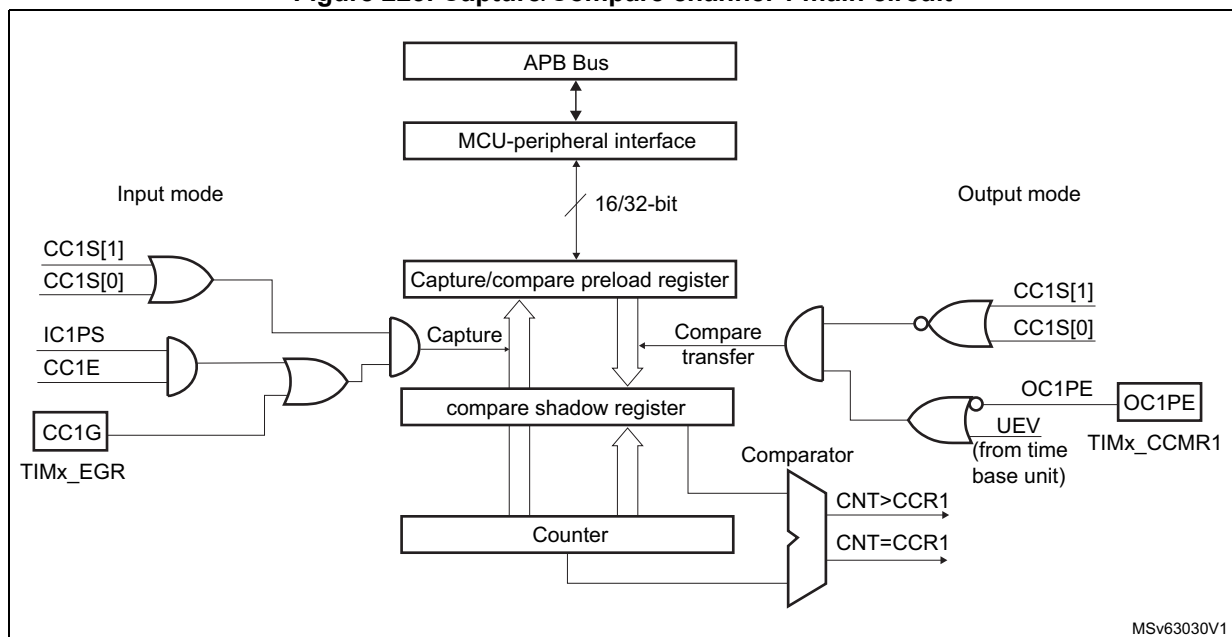 APB Bus
MCU-peripheral interface
Input mode
16/32-bit
Output mode
CC1S[1]
CC1S[0]
Capture/compare preload register
CC1S[1]
CC1S[0]
IC1PS
CC1E
Capture
Compare
transfer
CC1G
TIMx_EGR
compare shadow register
OC1PE
OC1PE
UEV
(from time
base unit)
TIMx_CCMR1
Comparator
CNT>CCR1
Counter
CNT=CCR1
MSv63030V1